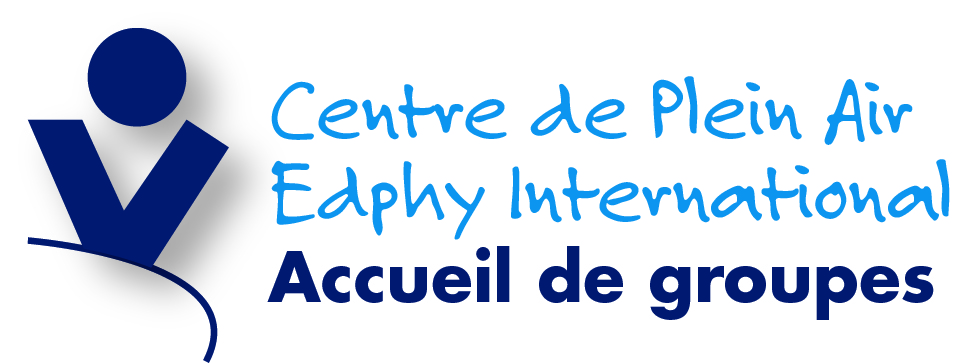 Centre de Plein Air
Edphy International
Accueil de groupes